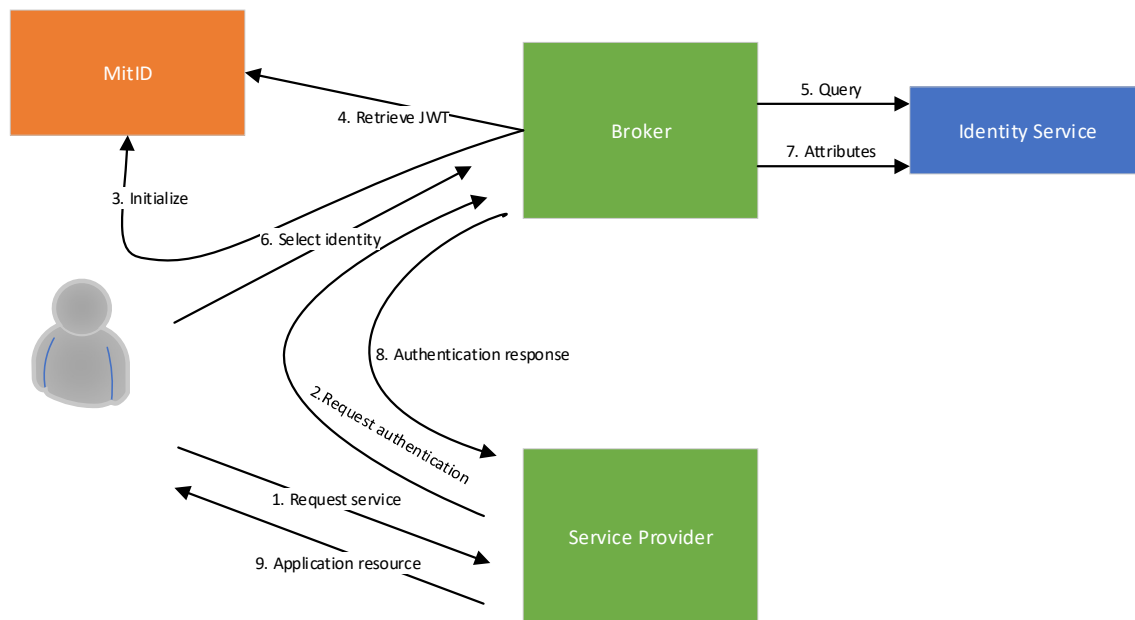 MitID
4. Retrieve JWT
Broker
5. Query
7. Attributes
Identity Service
3. Initialize
6. Select identity
8. Authentication response
2.Request authentication
1. Request service
9. Application resource
Service Provider